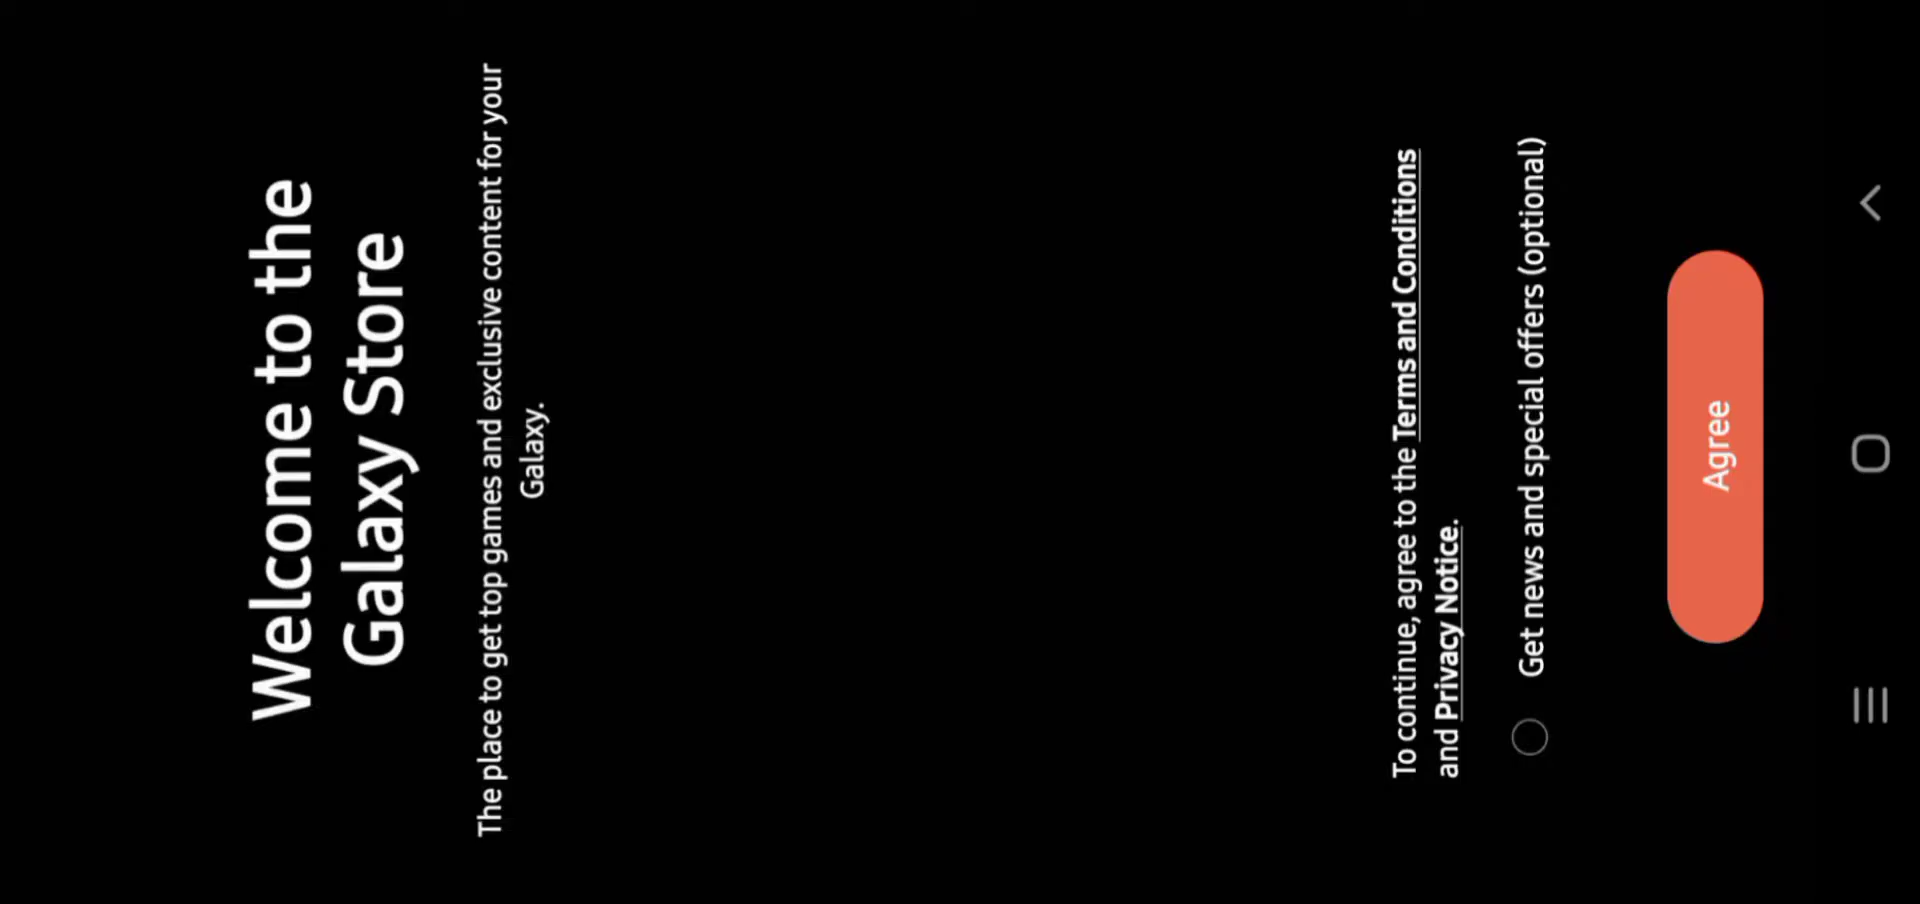 Welcome to the
Galaxy Store
The place to get top games and exclusive content for your
Galaxy.
To continue, agree to the Terms and Conditions
and Privacy Notice.
Get news and special offers (optional)
Agree